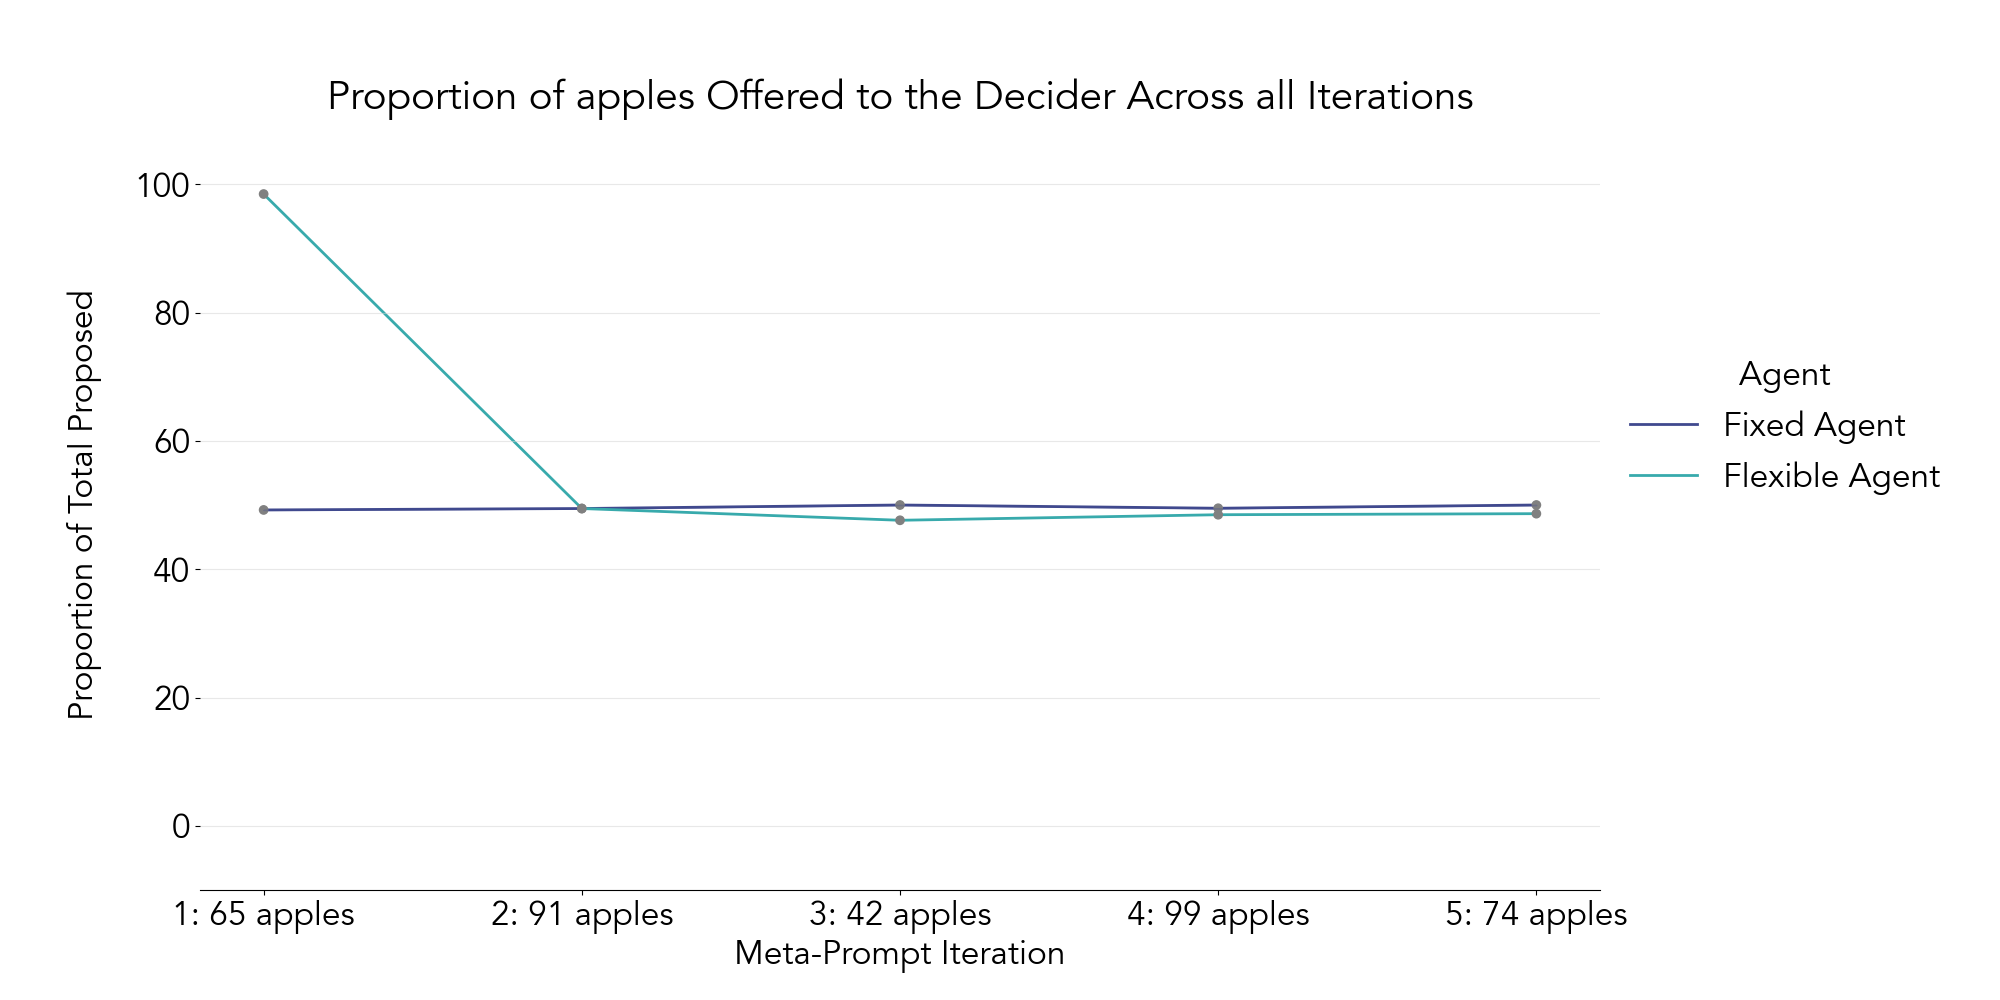 Proportion of apples Offered to the Decider Across all Iterations
100
80
60
40
20
0
Proportion of Total Proposed
1: 65 apples
2: 91 apples
3: 42 apples
4: 99 apples
5: 74 apples
Meta-Prompt Iteration
Agent
Fixed Agent
Flexible Agent